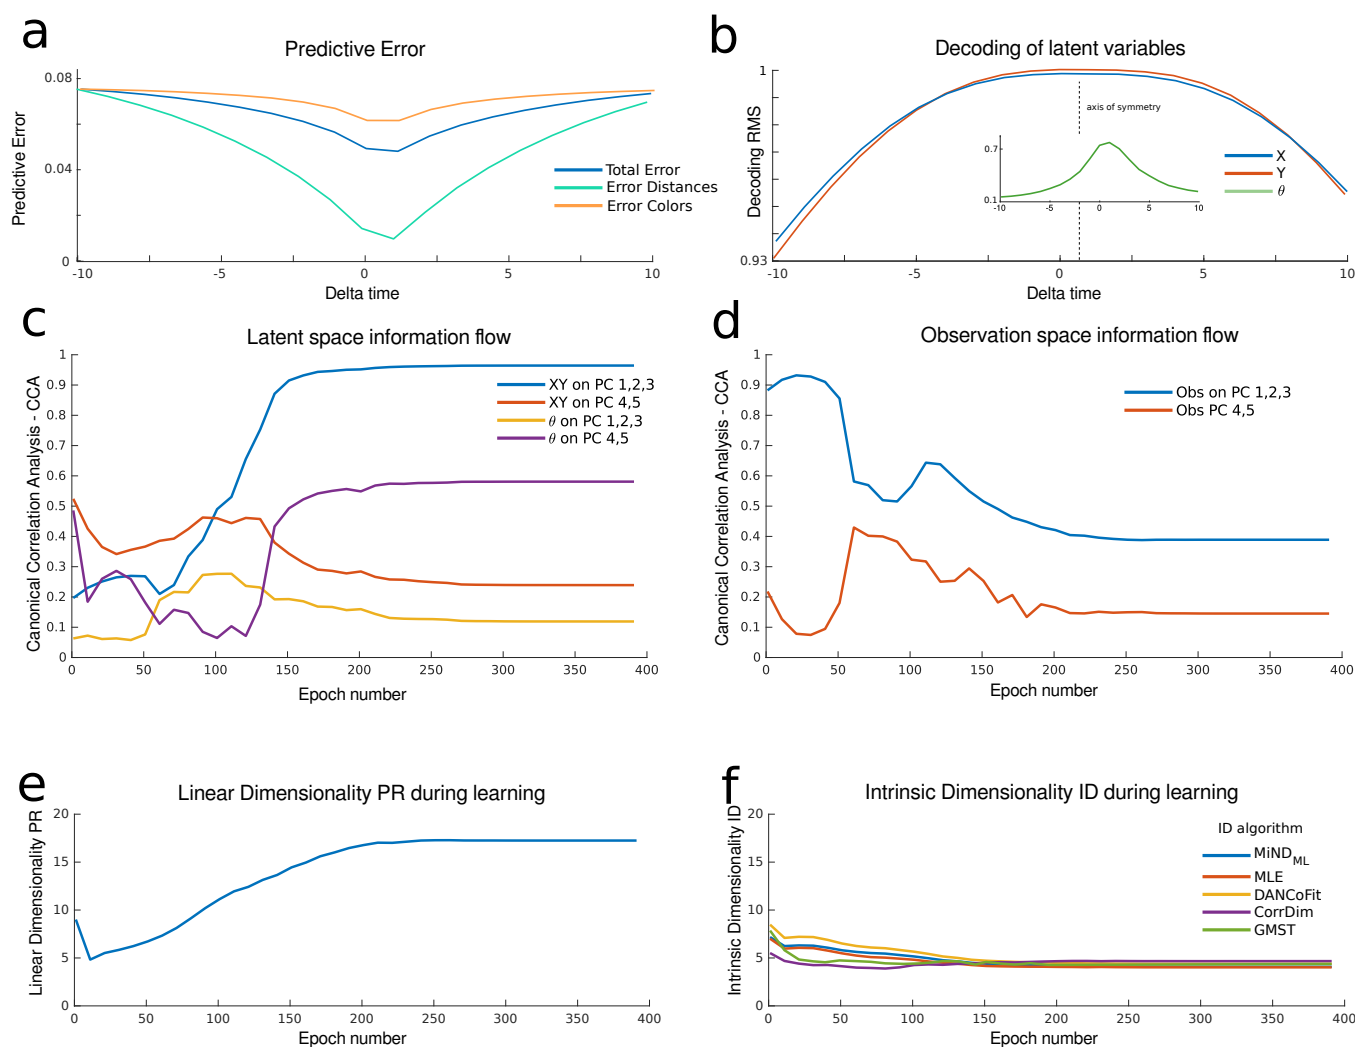 a
Predictive Error
0.08
0.04
0
Predictive Error
-10 -5 0 5 10
Delta time
Total Error
Error Distances
Error Colors
b
Decoding of latent variables
1
0.93
Decoding RMS
axis of symmetry
0.7
0.1
-10 -5 0 5 10
X
Y
θ
-10 -5 0 5 10
Delta time
c
Latent space information flow
1
0.9
0.8
0.7
0.6
0.5
0.4
0.3
0.2
0.1
0
Canonical Correlation Analysis - CCA
XY on PC 1,2,3
XY on PC 4,5
θ on PC 1,2,3
θ on PC 4,5
0 50 100 150 200 250 300 350 400
Epoch number
d
Observation space information flow
1
0.9
0.8
0.7
0.6
0.5
0.4
0.3
0.2
0.1
0
Canonical Correlation Analysis - CCA
Obs on PC 1,2,3
Obs PC 4,5
0 50 100 150 200 250 300 350 400
Epoch number
e
Linear Dimensionality PR during learning
20
15
10
5
0
Linear Dimensionality PR
0 50 100 150 200 250 300 350 400
Epoch number
f
Intrinsic Dimensionality ID during learning
20
15
10
5
0
Intrinsic Dimensionality ID
ID algorithm
MiND ML
MLE
DANCoFit
CorrDim
GMST
0 50 100 150 200 250 300 350 400
Epoch number